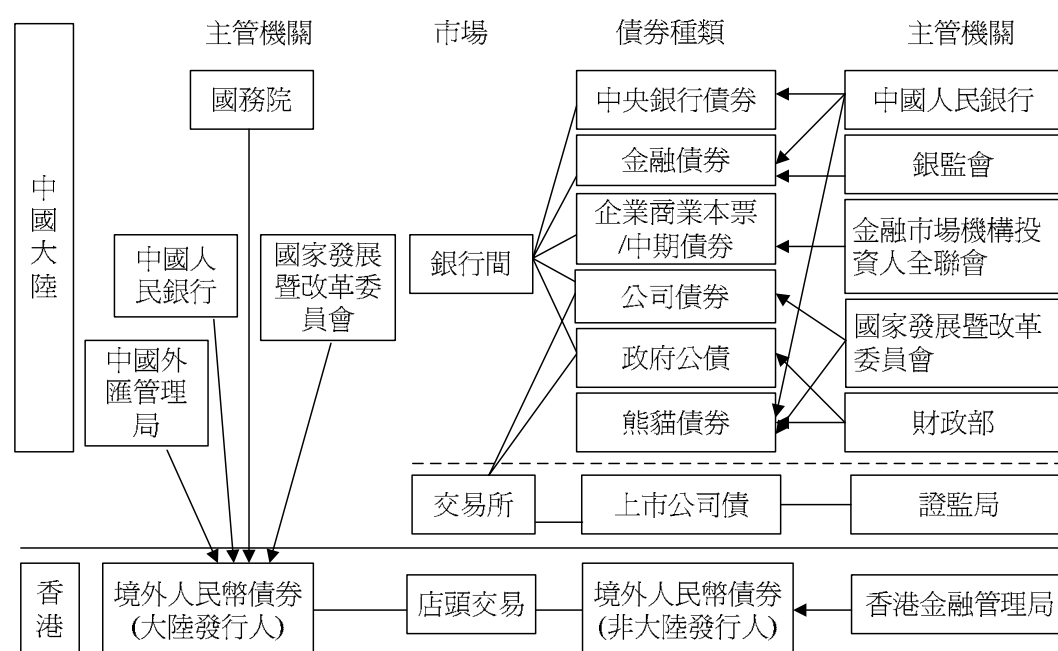 主管機關
市場
債券種類
主管機關
中
國
大
陸
國務院
中國人
民銀行
國家發展
暨改革委
員會
中國外
匯管理
局
銀行間
中央銀行債券
金融債券
企業商業本票
/中期債券
公司債券
政府公債
熊貓債券
中國人民銀行
銀監會
金融市場機構投
資人全聯會
國家發展暨改革
委員會
財政部
交易所
上市公司債
證監局
香
港
境外人民幣債券
(大陸發行人)
店頭交易
境外人民幣債券
(非大陸發行人)
香港金融管理局